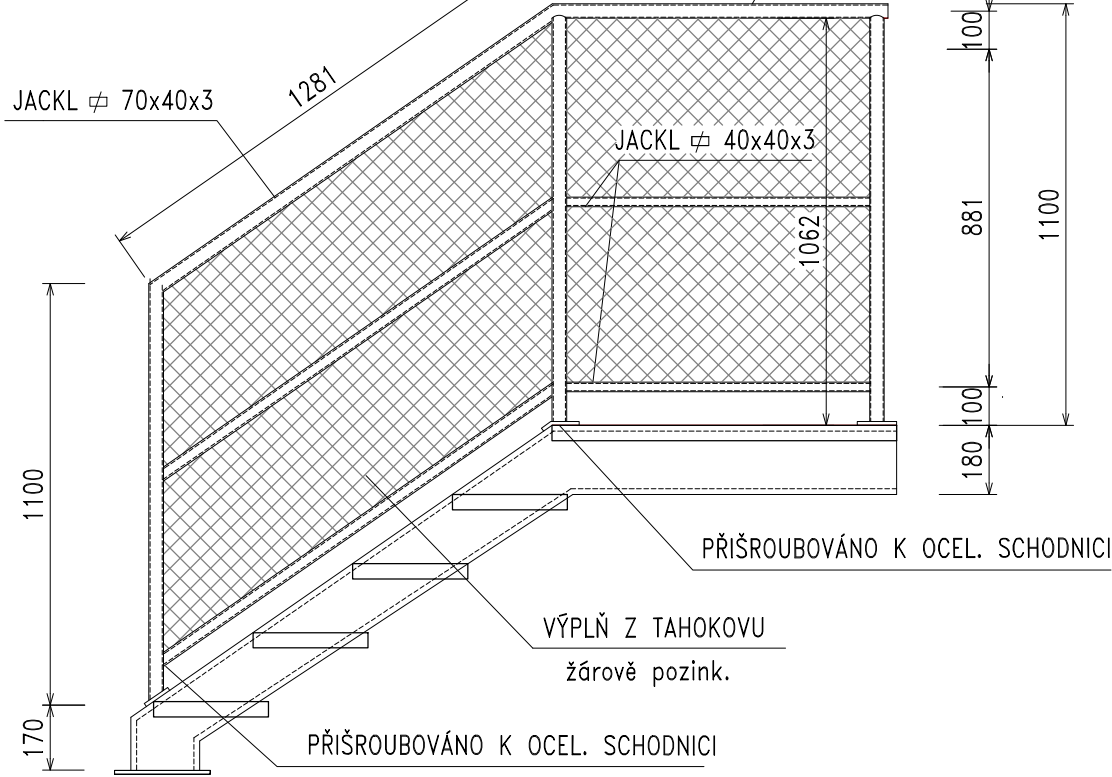 100
1281
JACKL ⌷ 70x40x3
JACKL ⌷ 40x40x3
1062
881
1100
100
180
1100
PŘIŠROUBOVÁNO K OCEL. SCHODNICI
VÝPLŇ Z TAHOKOVU
žárově pozink.
170
PŘIŠROUBOVÁNO K OCEL. SCHODNICI